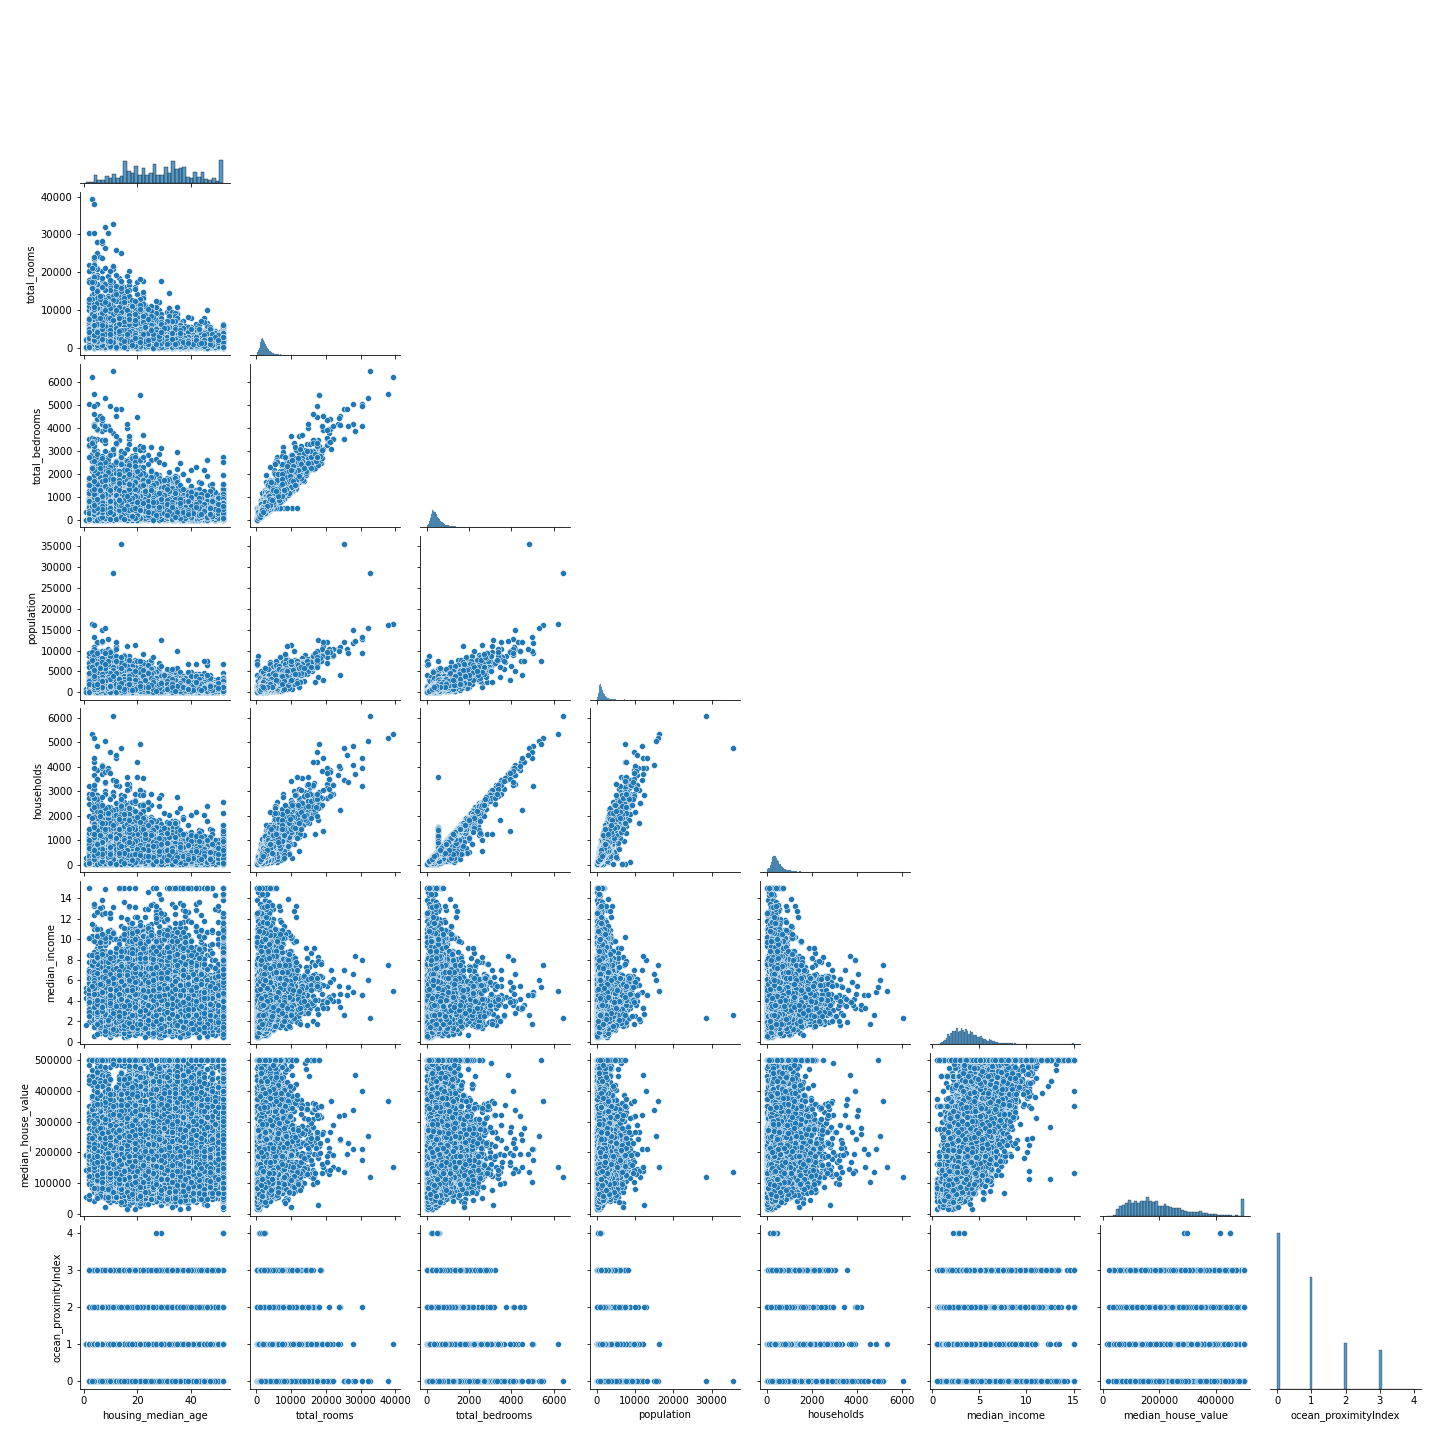 40000
30000
20000
10000
0
total_rooms
6000
5000
4000
3000
2000
1000
0
total_bedrooms
35000
30000
25000
20000
15000
10000
5000
0
population
6000
5000
4000
3000
2000
1000
0
households
14
12
10
8
6
4
2
0
median_income
500000
400000
300000
200000
100000
0
median_house_value
4
3
2
1
0
ocean_proximityIndex
0 20 40
housing_median_age
0 10000 20000 30000 40000
total_rooms
0 2000 4000 6000
total_bedrooms
0 10000 20000 30000
population
0 2000 4000 6000
households
0 5 10 15
median_income
0 200000 400000
median_house_value
0 1 2 3 4
ocean_proximityIndex